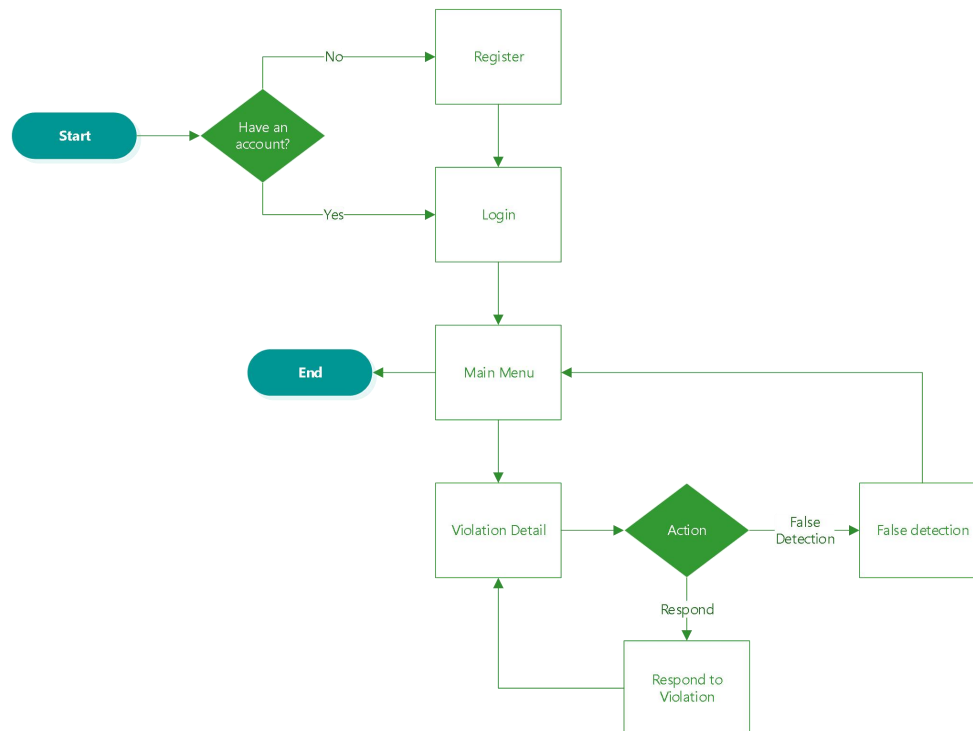 No
Register
Start
Have an
account?
Yes
Login
End
Main Menu
Violation Detail
Action
False
Detection
False detection
Respond
Respond to
Violation